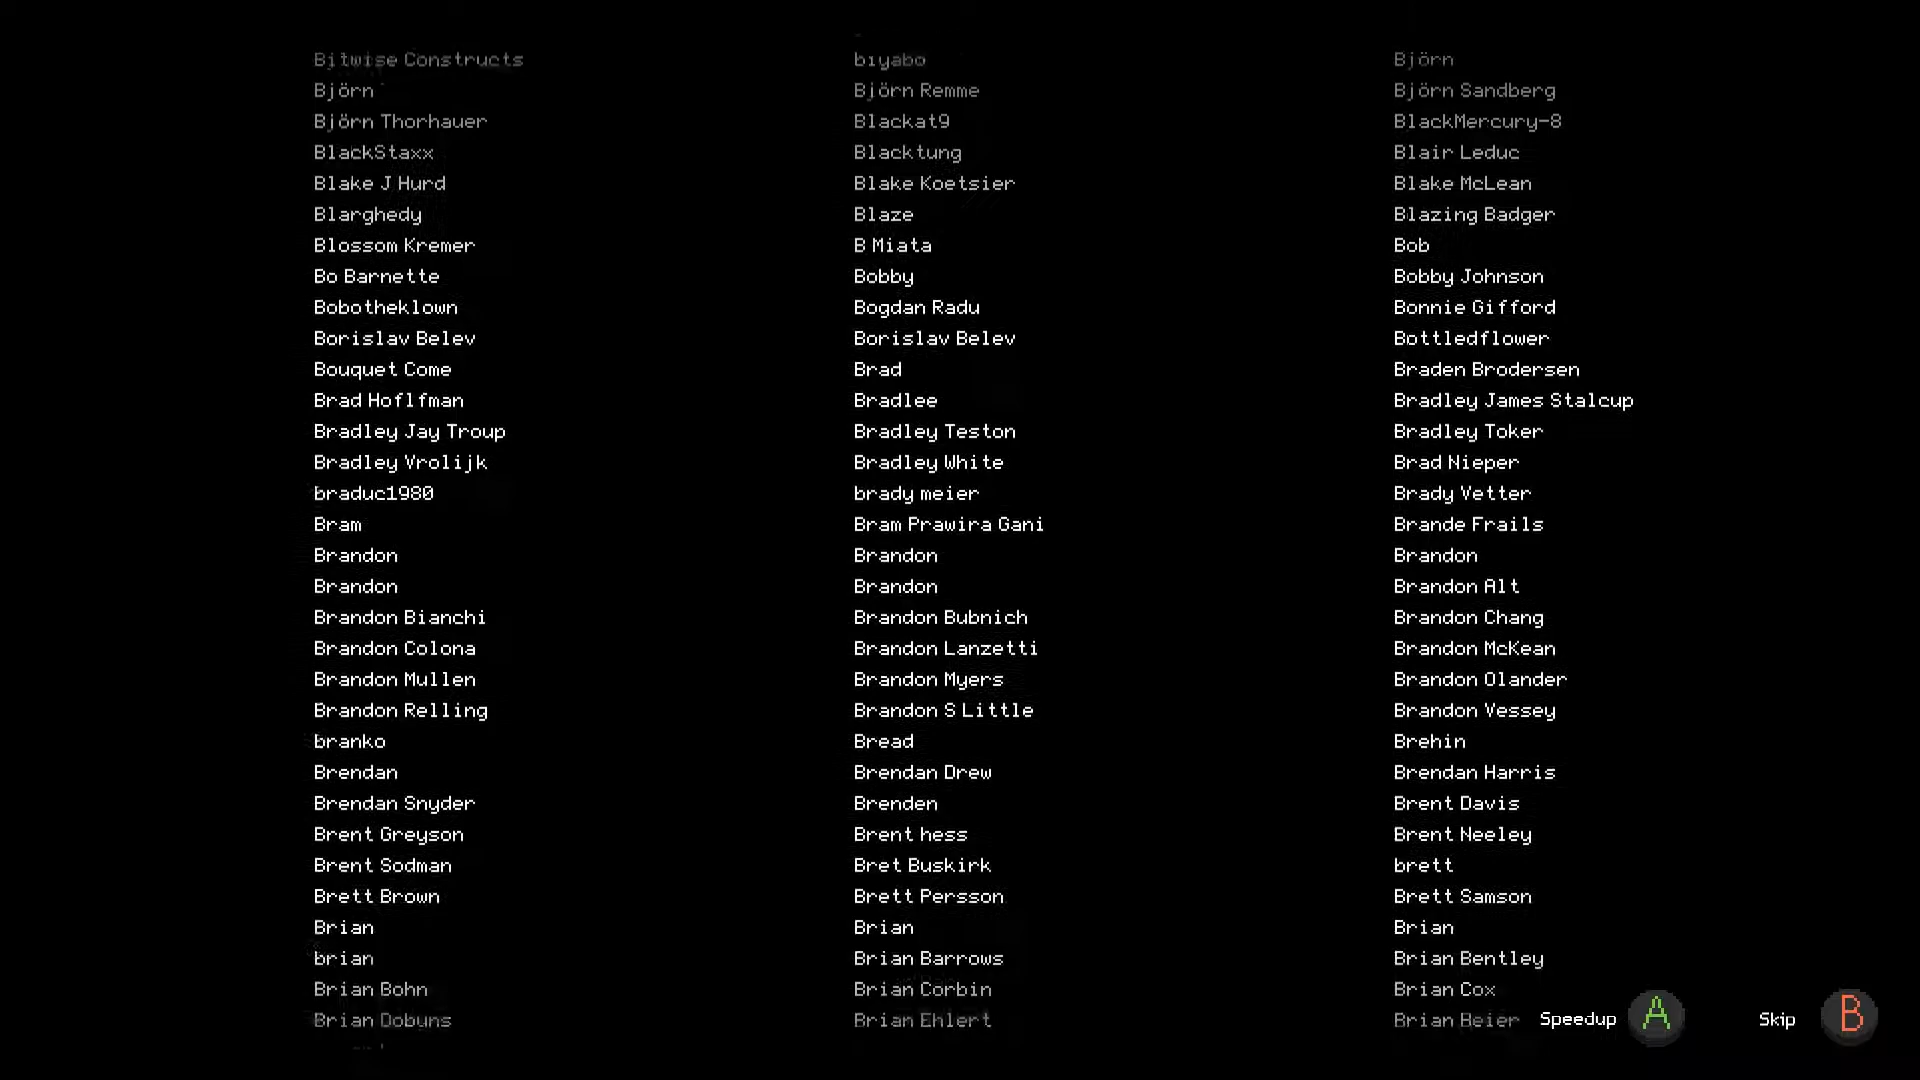 Bitwise Constructs biyabo Björn
Björn Björn Remme Björn Sandberg
Björn Thorhauer Blackat9 BlackMercury-8
BlackStaxx Blacktung Blair Leduc
Blake J Hurd Blake Koetsier Blake McLean
Blarghedy Blaze Blazing Badger
Blossom Kremer B Miata Bob
Bo Barnette Bobby Bobby Johnson
Bobotheklown Bogdan Radu Bonnie Gifford
Borislav Belev Borislav Belev Bottledflower
Bouquet Come Brad Braden Brodersen
Brad Hoflfman Bradlee Bradley James Stalcup
Bradley Jay Troup Bradley Teston Bradley Toker
Bradley Vrolijk Bradley White Brad Nieper
braduc1980 brady meier Brady Vetter
Bram Bram Prawira Gani Brande Frails
Brandon Brandon Brandon
Brandon Brandon Brandon Alt
Brandon Bianchi Brandon Bubnich Brandon Chang
Brandon Colona Brandon Lanzetti Brandon McKean
Brandon Mullen Brandon Myers Brandon Olander
Brandon Relling Brandon S Little Brandon Vessey
branko Bread Brehin
Brendan Brendan Drew Brendan Harris
Brendan Snyder Brenden Brent Davis
Brent Greyson Brent hess Brent Neeley
Brent Sodman Bret Buskirk brett
Brett Brown Brett Persson Brett Samson
Brian Brian Brian
brian Brian Barrows Brian Bentley
Brian Bohn Brian Corbin Brian Cox
Brian Dobuns Brian Ehlert Brian Heier
Speedup A Skip B